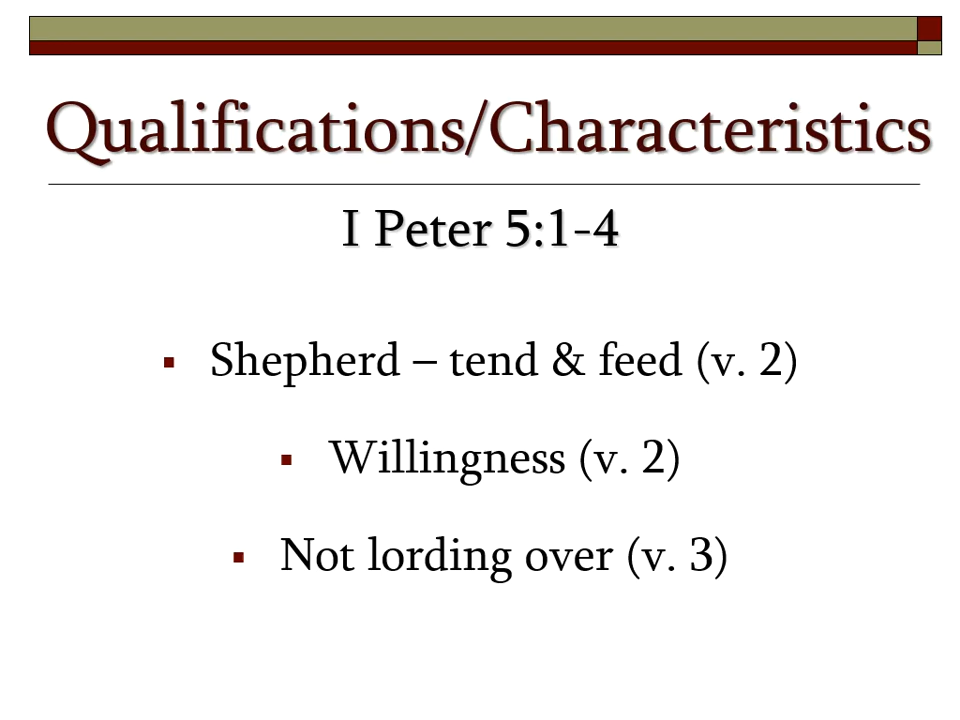 Qualifications/Characteristics
I Peter 5:1-4
▪ Shepherd – tend & feed (v. 2)
▪ Willingness (v. 2)
▪ Not lording over (v. 3)